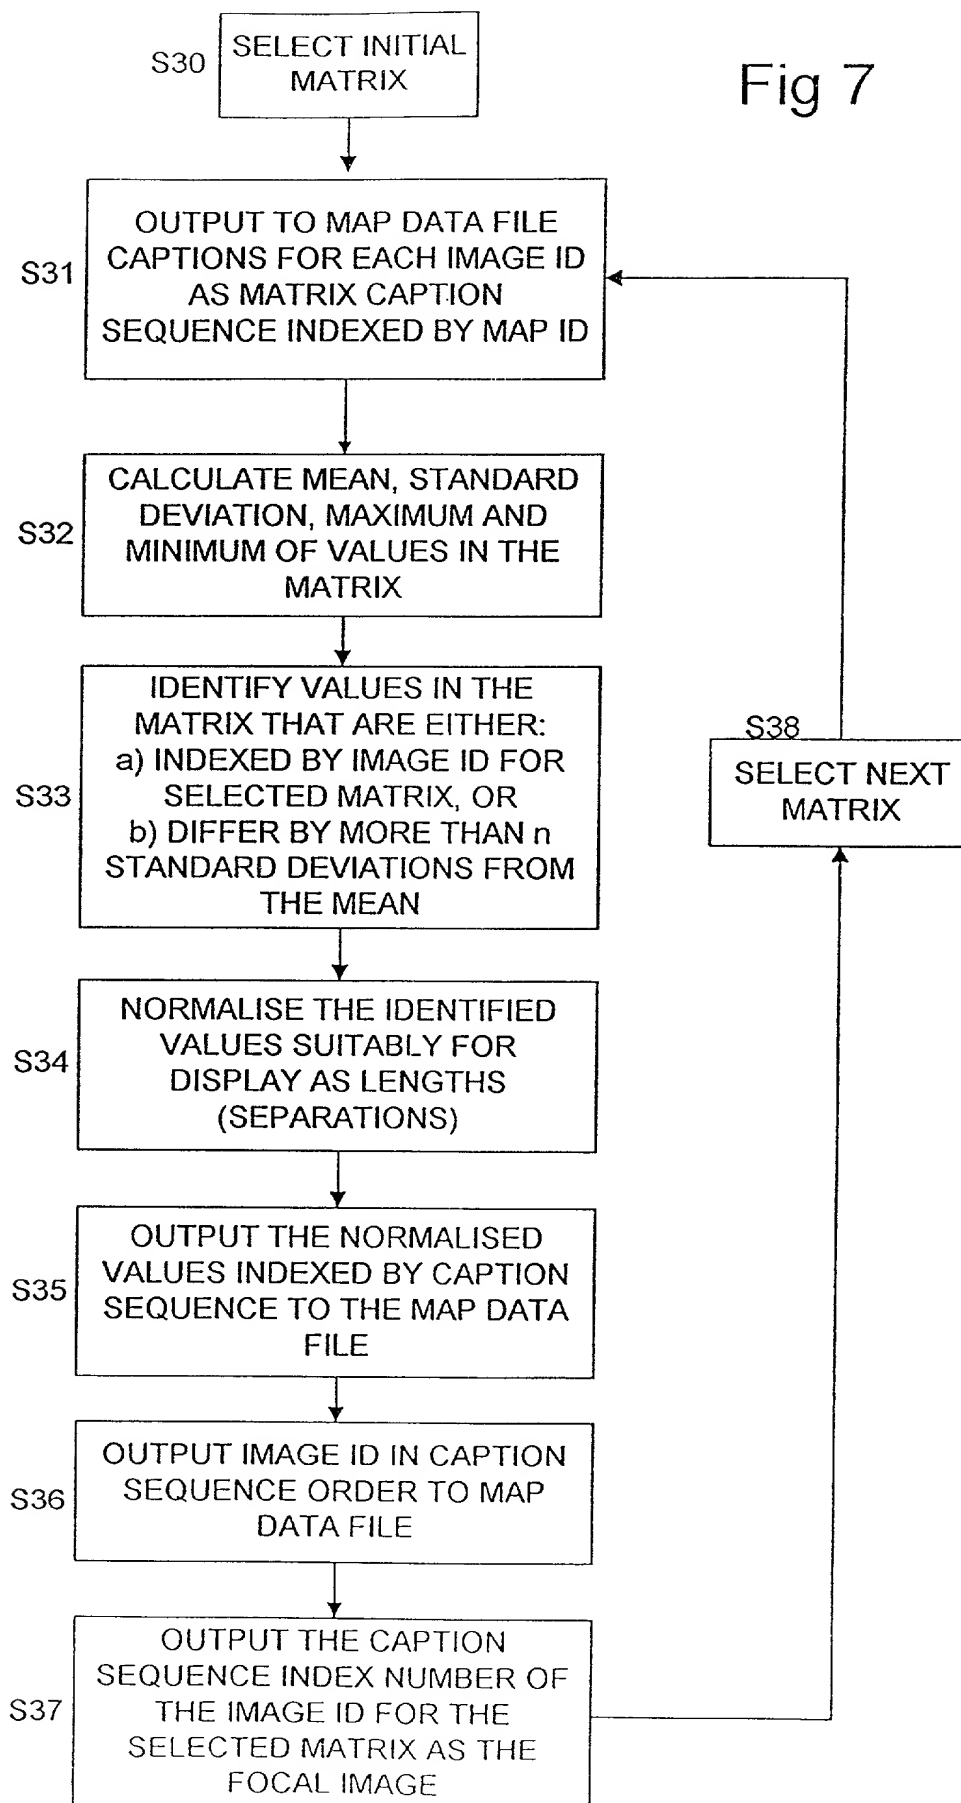 Fig 7
S30
SELECT INITIAL
MATRIX
S31
OUTPUT TO MAP DATA FILE
CAPTIONS FOR EACH IMAGE ID
AS MATRIX CAPTION
SEQUENCE INDEXED BY MAP ID
S32
CALCULATE MEAN, STANDARD
DEVIATION, MAXIMUM AND
MINIMUM OF VALUES IN THE
MATRIX
S33
IDENTIFY VALUES IN THE
MATRIX THAT ARE EITHER:
a) INDEXED BY IMAGE ID FOR
SELECTED MATRIX, OR
b) DIFFER BY MORE THAN n
STANDARD DEVIATIONS FROM
THE MEAN
S34
NORMALISE THE IDENTIFIED
VALUES SUITABLY FOR
DISPLAY AS LENGTHS
(SEPARATIONS)
S35
OUTPUT THE NORMALISED
VALUES INDEXED BY CAPTION
SEQUENCE TO THE MAP DATA
FILE
S36
OUTPUT IMAGE ID IN CAPTION
SEQUENCE ORDER TO MAP
DATA FILE
S37
OUTPUT THE CAPTION
SEQUENCE INDEX NUMBER OF
THE IMAGE ID FOR THE
SELECTED MATRIX AS THE
FOCAL IMAGE
S38
SELECT NEXT
MATRIX